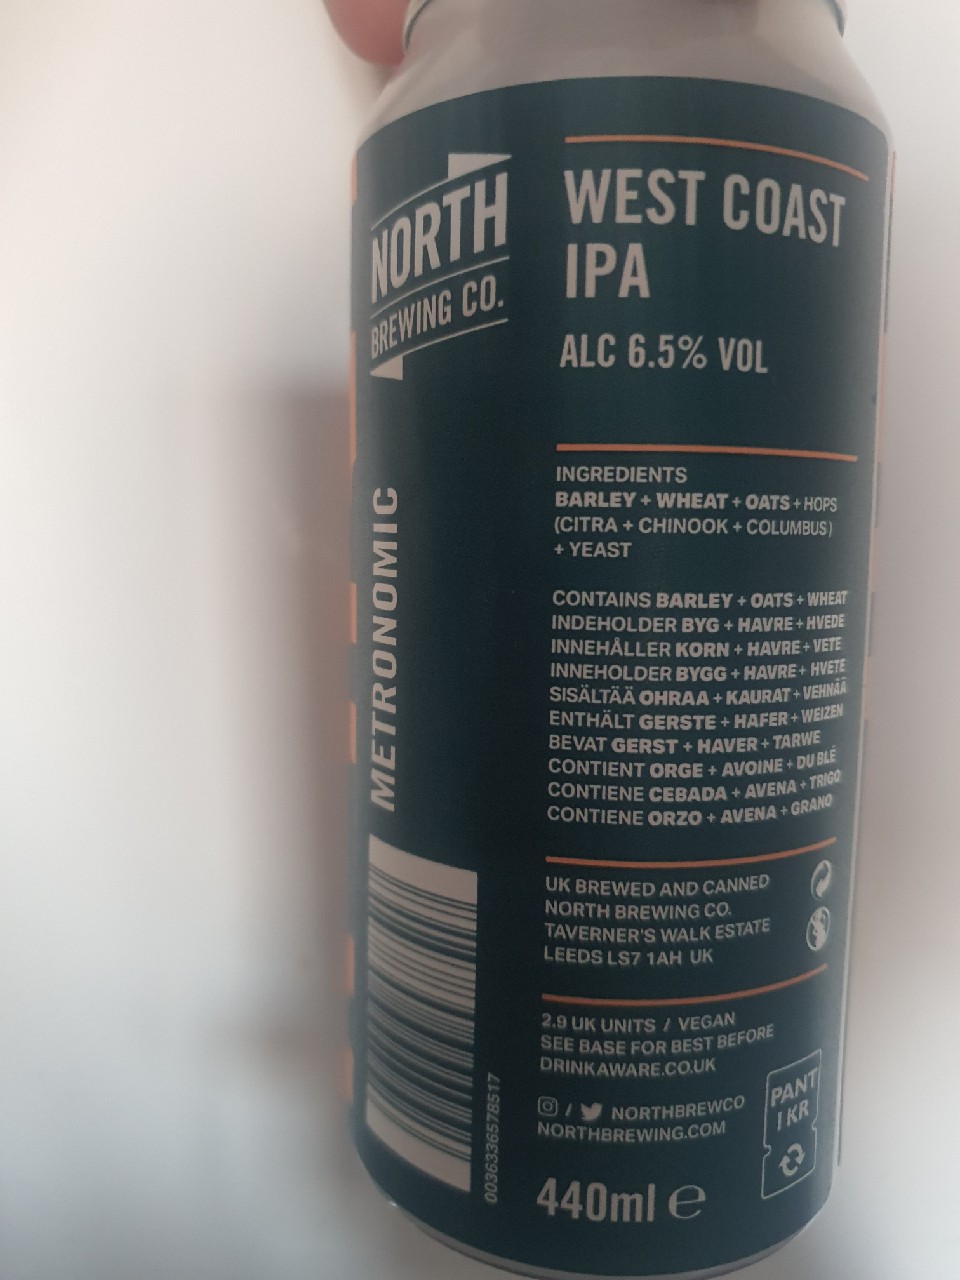 NORTH
BREWING CO.
METRONOMIC
0036336578517
WEST COAST
IPA
ALC 6.5% VOL
INGREDIENTS
BARLEY + WHEAT + OATS + HOPS
(CITRA + CHINOOK + COLUMBUS)
+ YEAST
CONTAINS BARLEY + OATS + WHEAT
INDEHOLDER BYG + HAVRE + HVEDE
INNEHÅLLER KORN + HAVRE + VETE
INNEHOLDER BYGG + HAVRE + HVETE
SISÄLTÄÄ OHRAA + KAURAT + VEHNÄÄ
ENTHÄLT GERSTE + HAFER + WEIZEN
BEVAT GERST + HAVER + TARWE
CONTIENT ORGE + AVOINE + DU BLÉ
CONTIENE CEBADA + AVENA + TRIGO
CONTIENE ORZO + AVENA + GRANO
UK BREWED AND CANNED
NORTH BREWING CO.
TAVERNER'S WALK ESTATE
LEEDS LS7 1AH UK
2.9 UK UNITS / VEGAN
SEE BASE FOR BEST BEFORE
DRINKAWARE.CO.UK
/ NORTHBREWCO
NORTHBREWING.COM
PANT
1 KR
440ml e